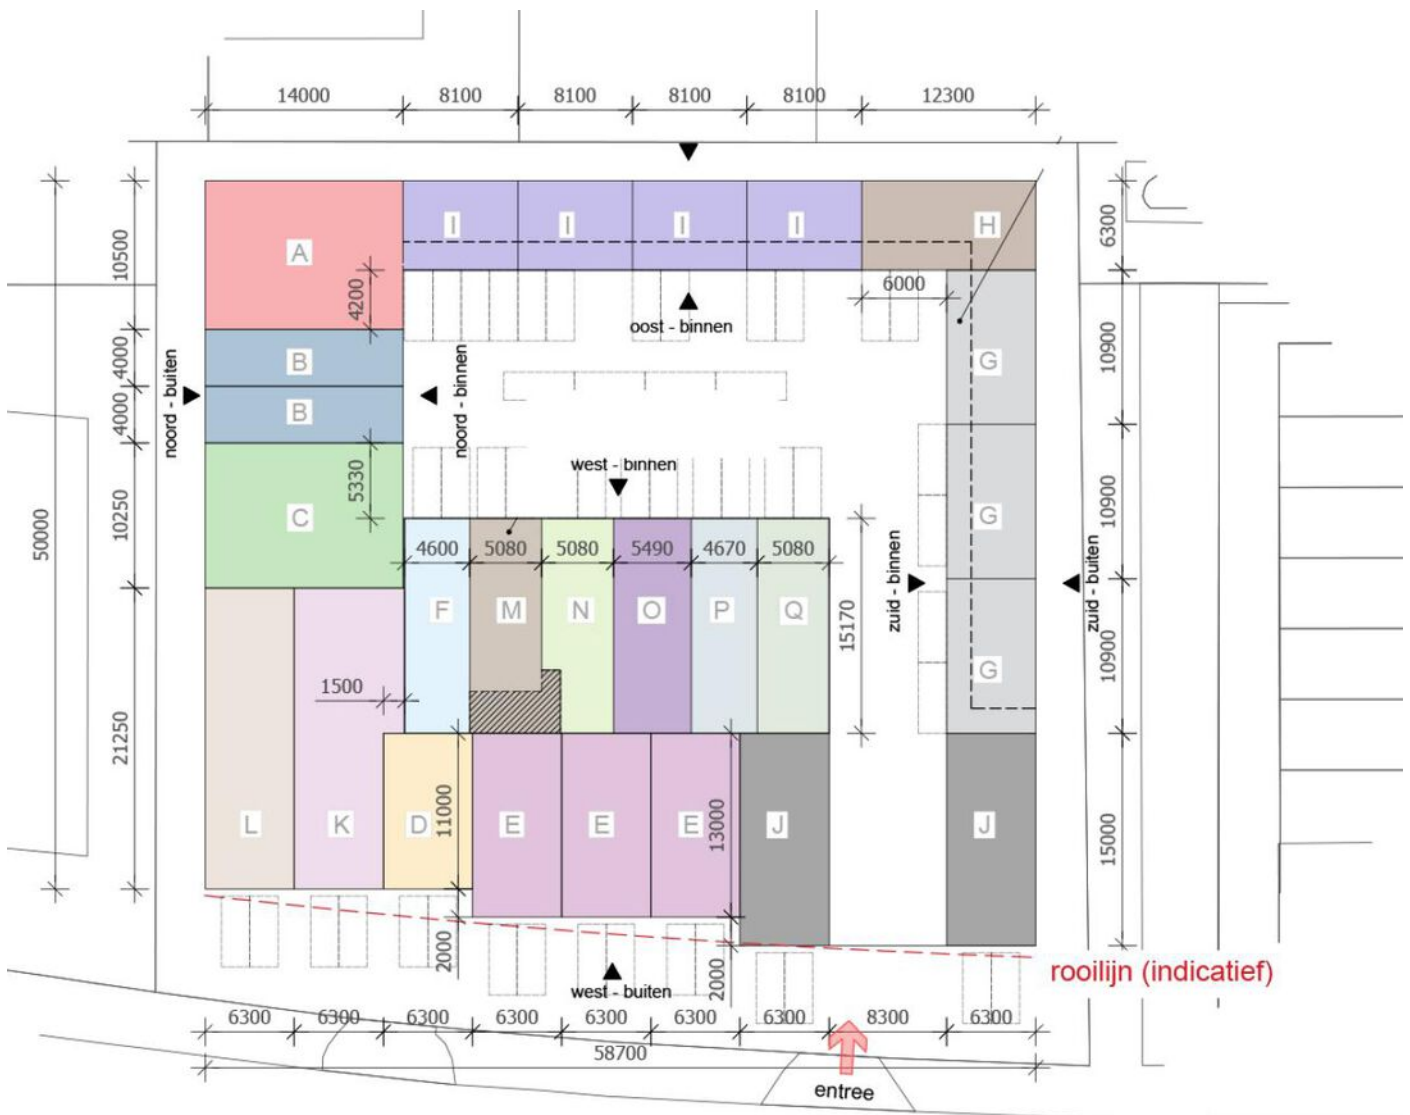 14000 8100 8100 8100 8100 12300
A I I I I H
10500 4200 6300
6000
oost - binnen
4000 B
4000 B
noord - buiten
noord - binnen
G 10900
50000
10250 C 5330
west - binnen
G 10900
zuid - binnen
zuid - buiten
4600 5080 5080 5490 4670 5080
F M N O P Q
15170
G 10900
1500
21250
L K D 11000 E E E 13000 J J
15000
2000
2000
rooilijn (indicatief)
west - buiten
6300 6300 6300 6300 6300 6300 6300 8300 6300
58700
entree